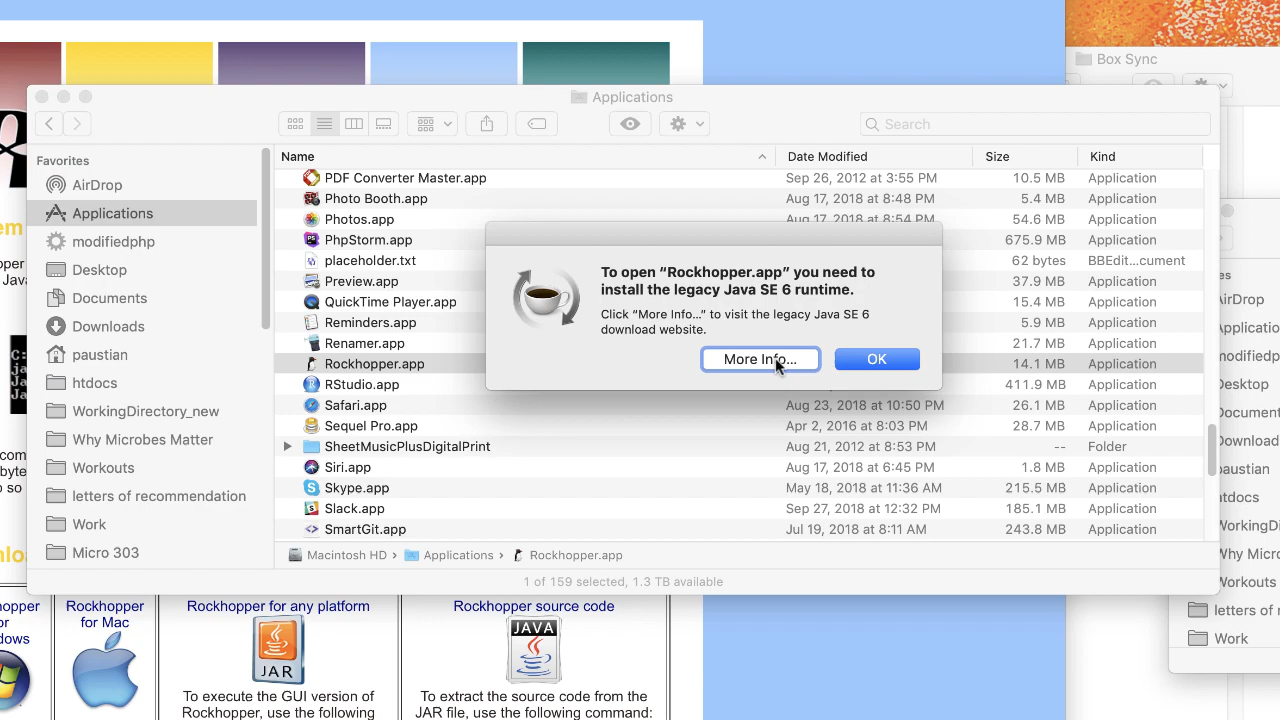 Box Sync
Applications
Search
Favorites
AirDrop
Applications
modifiedphp
Desktop
Documents
Downloads
paustian
htdocs
WorkingDirectory_new
Why Microbes Matter
Workouts
letters of recommendation
Work
Micro 303
Name Date Modified Size Kind
PDF Converter Master.app Sep 26, 2012 at 3:55 PM 10.5 MB Application
Photo Booth.app Aug 17, 2018 at 8:48 PM 5.4 MB Application
Photos.app Aug 17, 2018 at 8:54 PM 54.6 MB Application
PhpStorm.app 675.9 MB Application
placeholder.txt 62 bytes BBEdit...cument
Preview.app 37.9 MB Application
QuickTime Player.app 15.4 MB Application
Reminders.app 5.9 MB Application
Renamer.app 21.7 MB Application
Rockhopper.app 14.1 MB Application
RStudio.app 411.9 MB Application
Safari.app Aug 23, 2018 at 10:50 PM 26.1 MB Application
Sequel Pro.app Apr 2, 2016 at 8:03 PM 28.7 MB Application
SheetMusicPlusDigitalPrint Aug 21, 2012 at 8:53 PM -- Folder
Siri.app Aug 17, 2018 at 6:45 PM 1.8 MB Application
Skype.app May 18, 2018 at 11:36 AM 215.5 MB Application
Slack.app Sep 27, 2018 at 12:32 PM 185.1 MB Application
SmartGit.app Jul 19, 2018 at 8:11 AM 243.8 MB Application
To open “Rockhopper.app” you need to
install the legacy Java SE 6 runtime.
Click “More Info...” to visit the legacy Java SE 6
download website.
More Info...
OK
Macintosh HD › Applications › Rockhopper.app
1 of 159 selected, 1.3 TB available
Rockhopper
for Mac
Rockhopper for any platform
JAR
To execute the GUI version of
Rockhopper, use the following
Rockhopper source code
JAVA
To extract the source code from the
JAR file, use the following command:
letters of r
Work